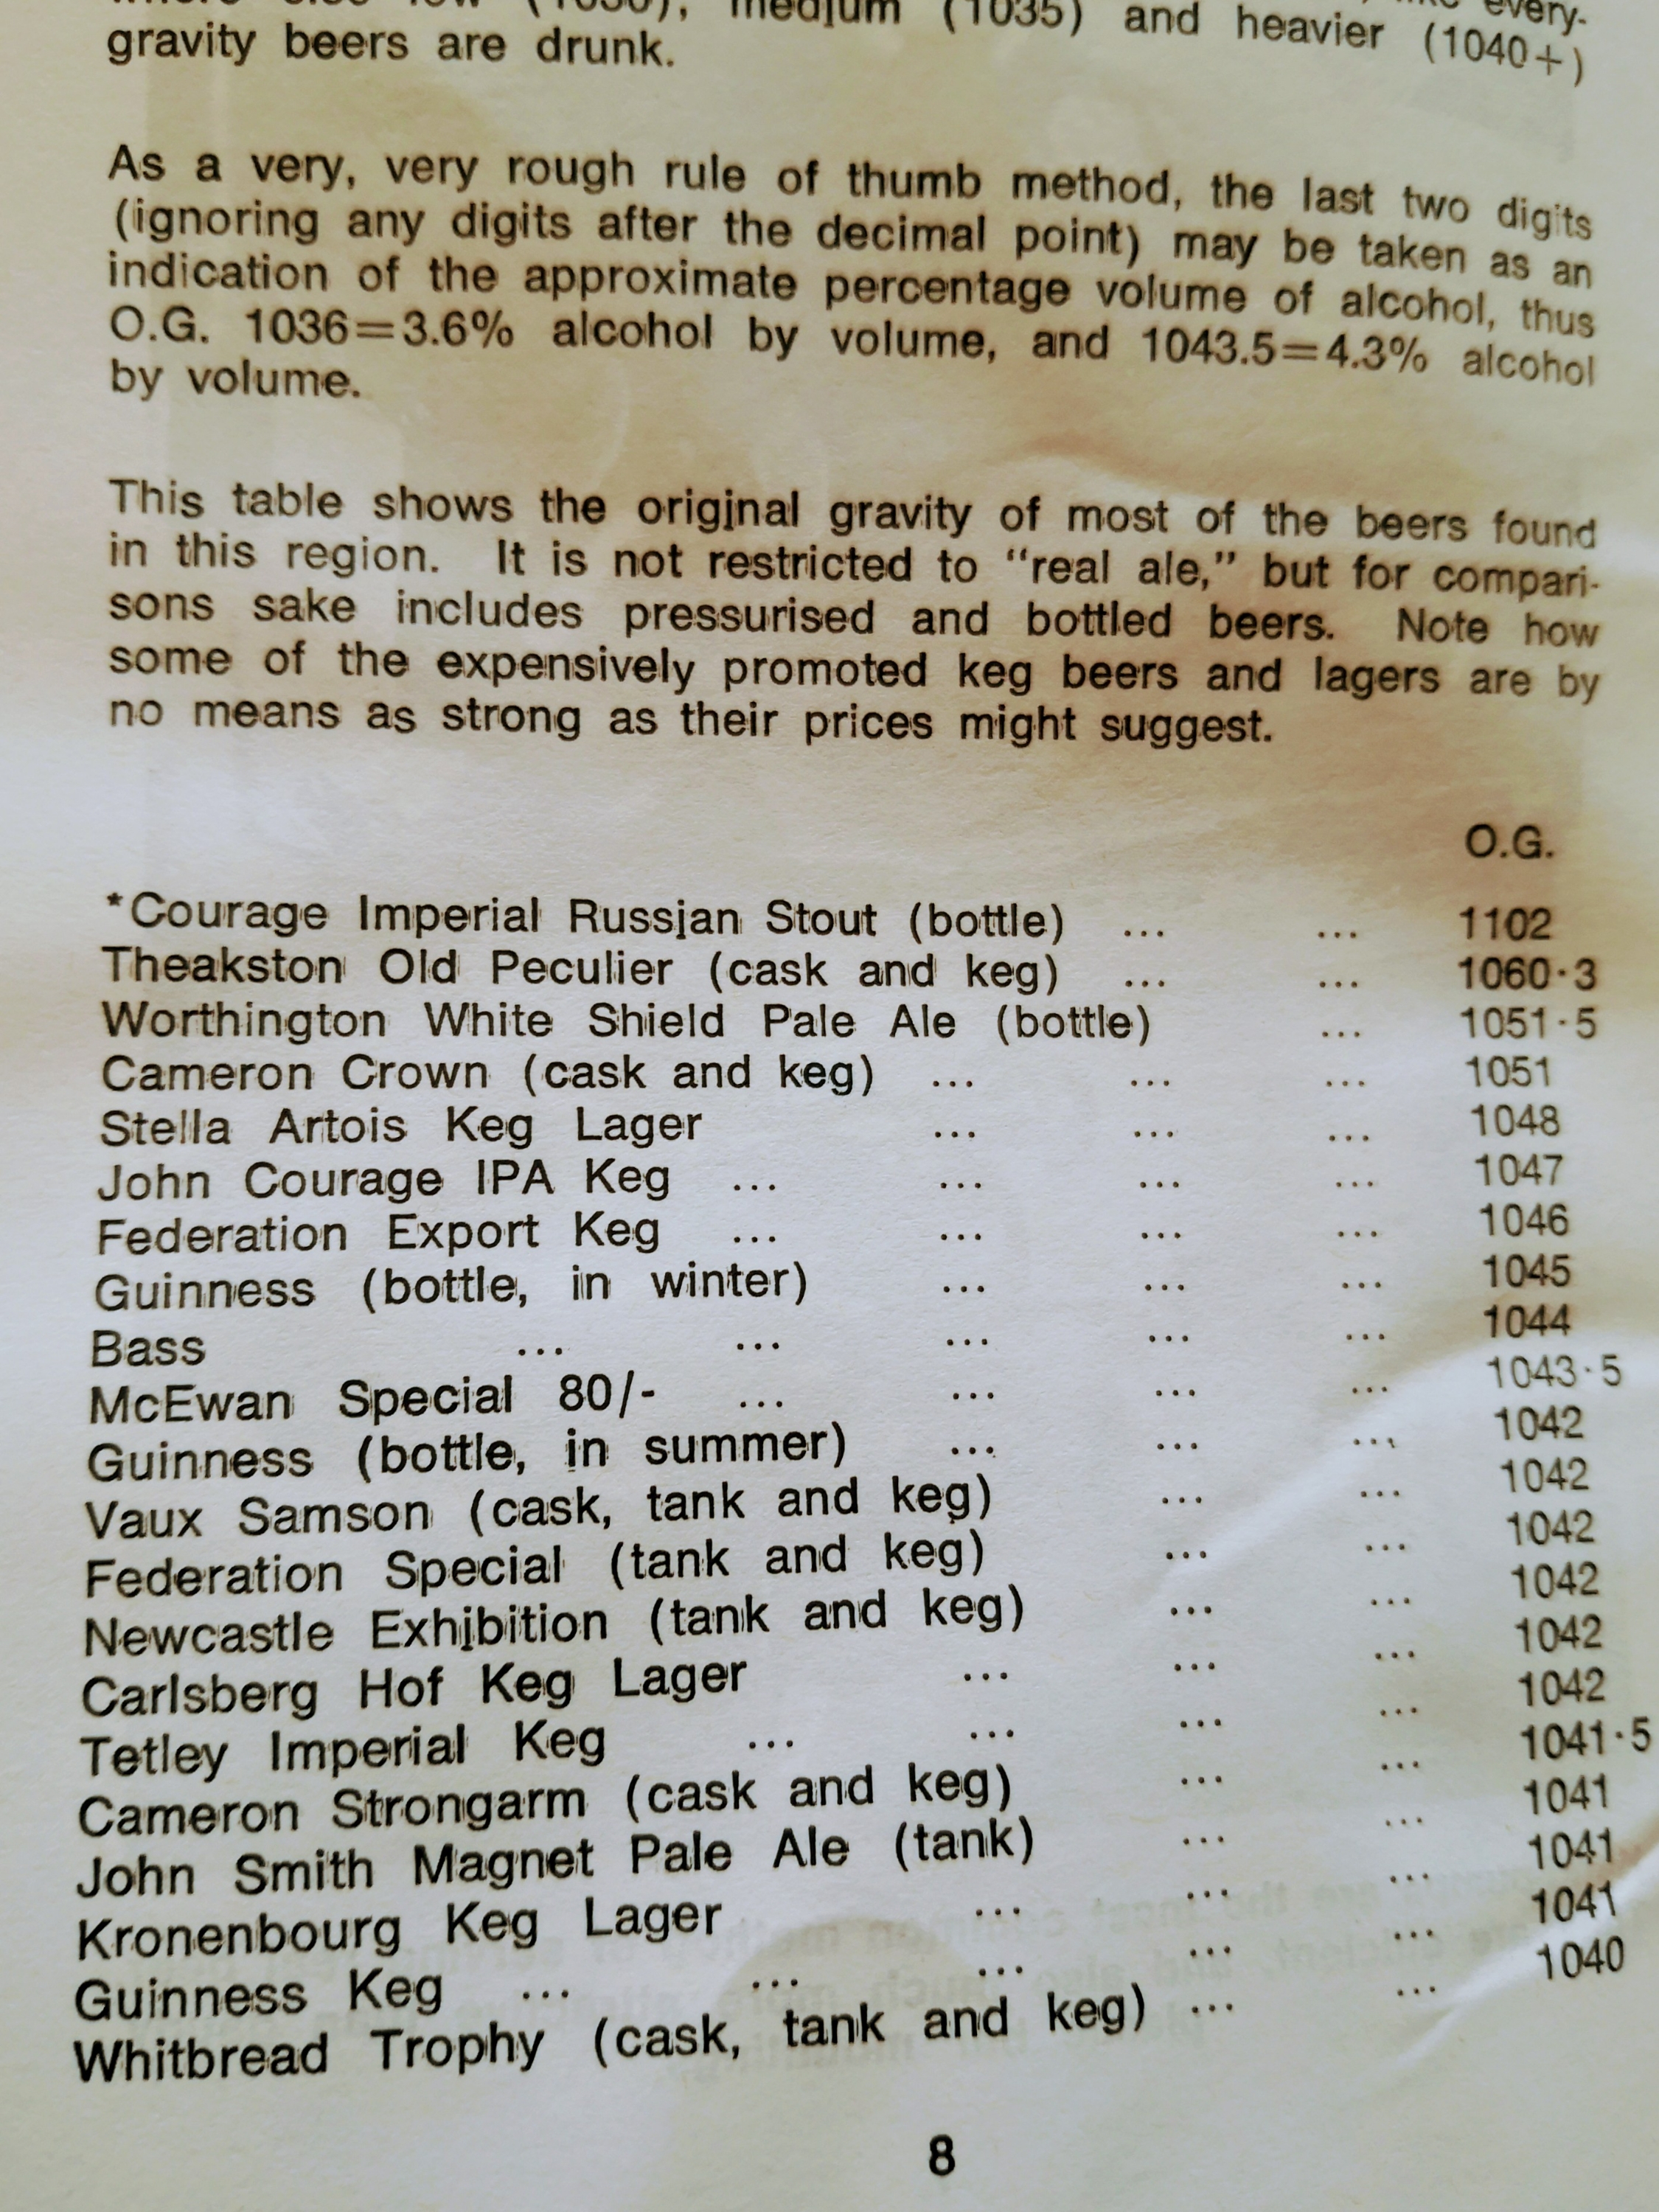 every-
low (1030), medium (1035) and heavier (1040+)
gravity beers are drunk.
As a very, very rough rule of thumb method, the last two digits
(ignoring any digits after the decimal point) may be taken as an
indication of the approximate percentage volume of alcohol, thus
O.G. 1036=3.6% alcohol by volume, and 1043.5=4.3% alcohol
by volume.
This table shows the original gravity of most of the beers found
in this region. It is not restricted to “real ale,” but for compari-
sons sake includes pressurised and bottled beers. Note how
some of the expensively promoted keg beers and lagers are by
no means as strong as their prices might suggest.
O.G.
*Courage Imperial Russian Stout (bottle) ... ... 1102
Theakston Old Peculier (cask and keg) ... ... 1060·3
Worthington White Shield Pale Ale (bottle) ... 1051·5
Cameron Crown (cask and keg) ... ... ... 1051
Stella Artois Keg Lager ... ... ... 1048
John Courage IPA Keg ... ... ... ... 1047
Federation Export Keg ... ... ... ... 1046
Guinness (bottle, in winter) ... ... ... 1045
Bass ... ... ... ... ... 1044
McEwan Special 80/- ... ... ... ... 1043·5
Guinness (bottle, in summer) ... ... ... 1042
Vaux Samson (cask, tank and keg) ... ... 1042
Federation Special (tank and keg) ... ... 1042
Newcastle Exhibition (tank and keg) ... ... 1042
Carlsberg Hof Keg Lager ... ... ... 1042
Tetley Imperial Keg ... ... ... ... 1042
Cameron Strongarm (cask and keg) ... ... 1041·5
John Smith Magnet Pale Ale (tank) ... ... 1041
Kronenbourg Keg Lager ... ... ... 1041
Guinness Keg ... ... ... ... ... 1041
Whitbread Trophy (cask, tank and keg) ... ... 1040
8